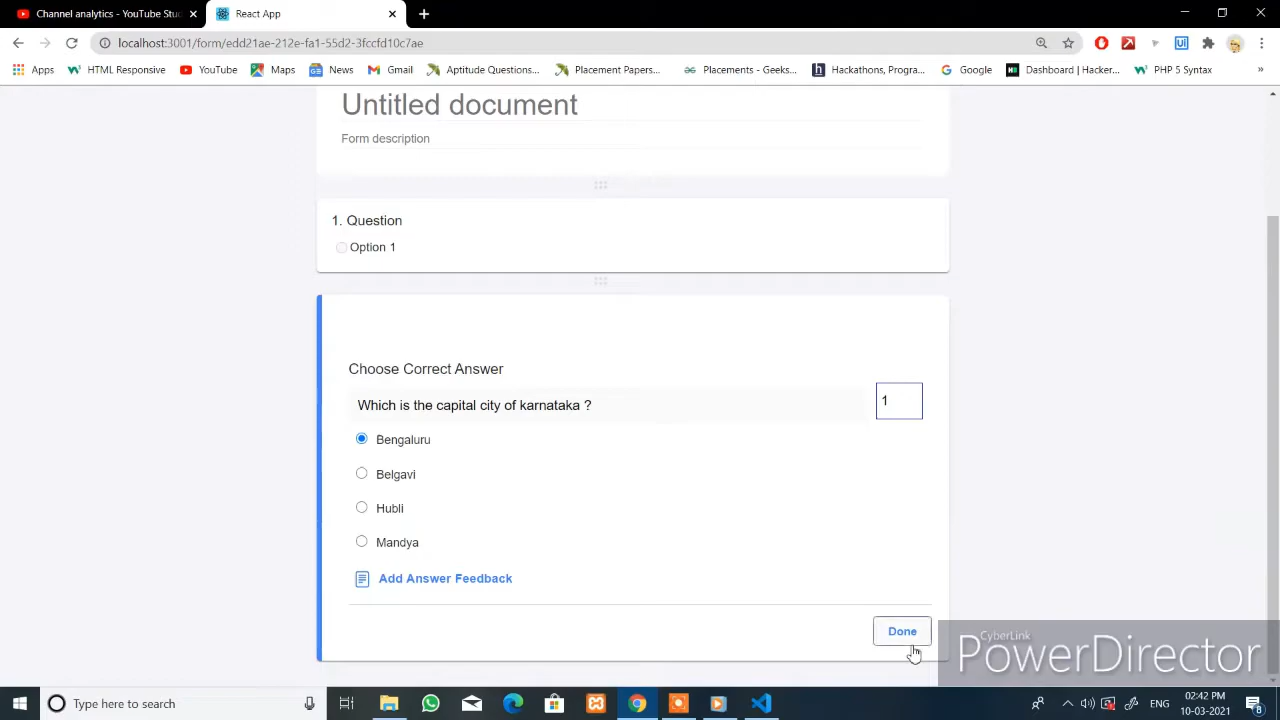 Channel analytics - YouTube Stu
React App
localhost:3001/form/edd21ae-212e-fa1-55d2-3fccfd10c7ae
Apps
HTML Responsive
YouTube
Maps
News
Gmail
Aptitude Questions...
Placement Papers...
Placements - Geeks...
Hackathons, Progra...
Google
Dashboard | Hacker...
PHP 5 Syntax
Untitled document
Form description
1. Question
Option 1
Choose Correct Answer
Which is the capital city of karnataka ?
1
Bengaluru
Belgavi
Hubli
Mandya
Add Answer Feedback
Done
CyberLink
PowerDirector
Type here to search
ENG
02:42 PM
10-03-2021
8